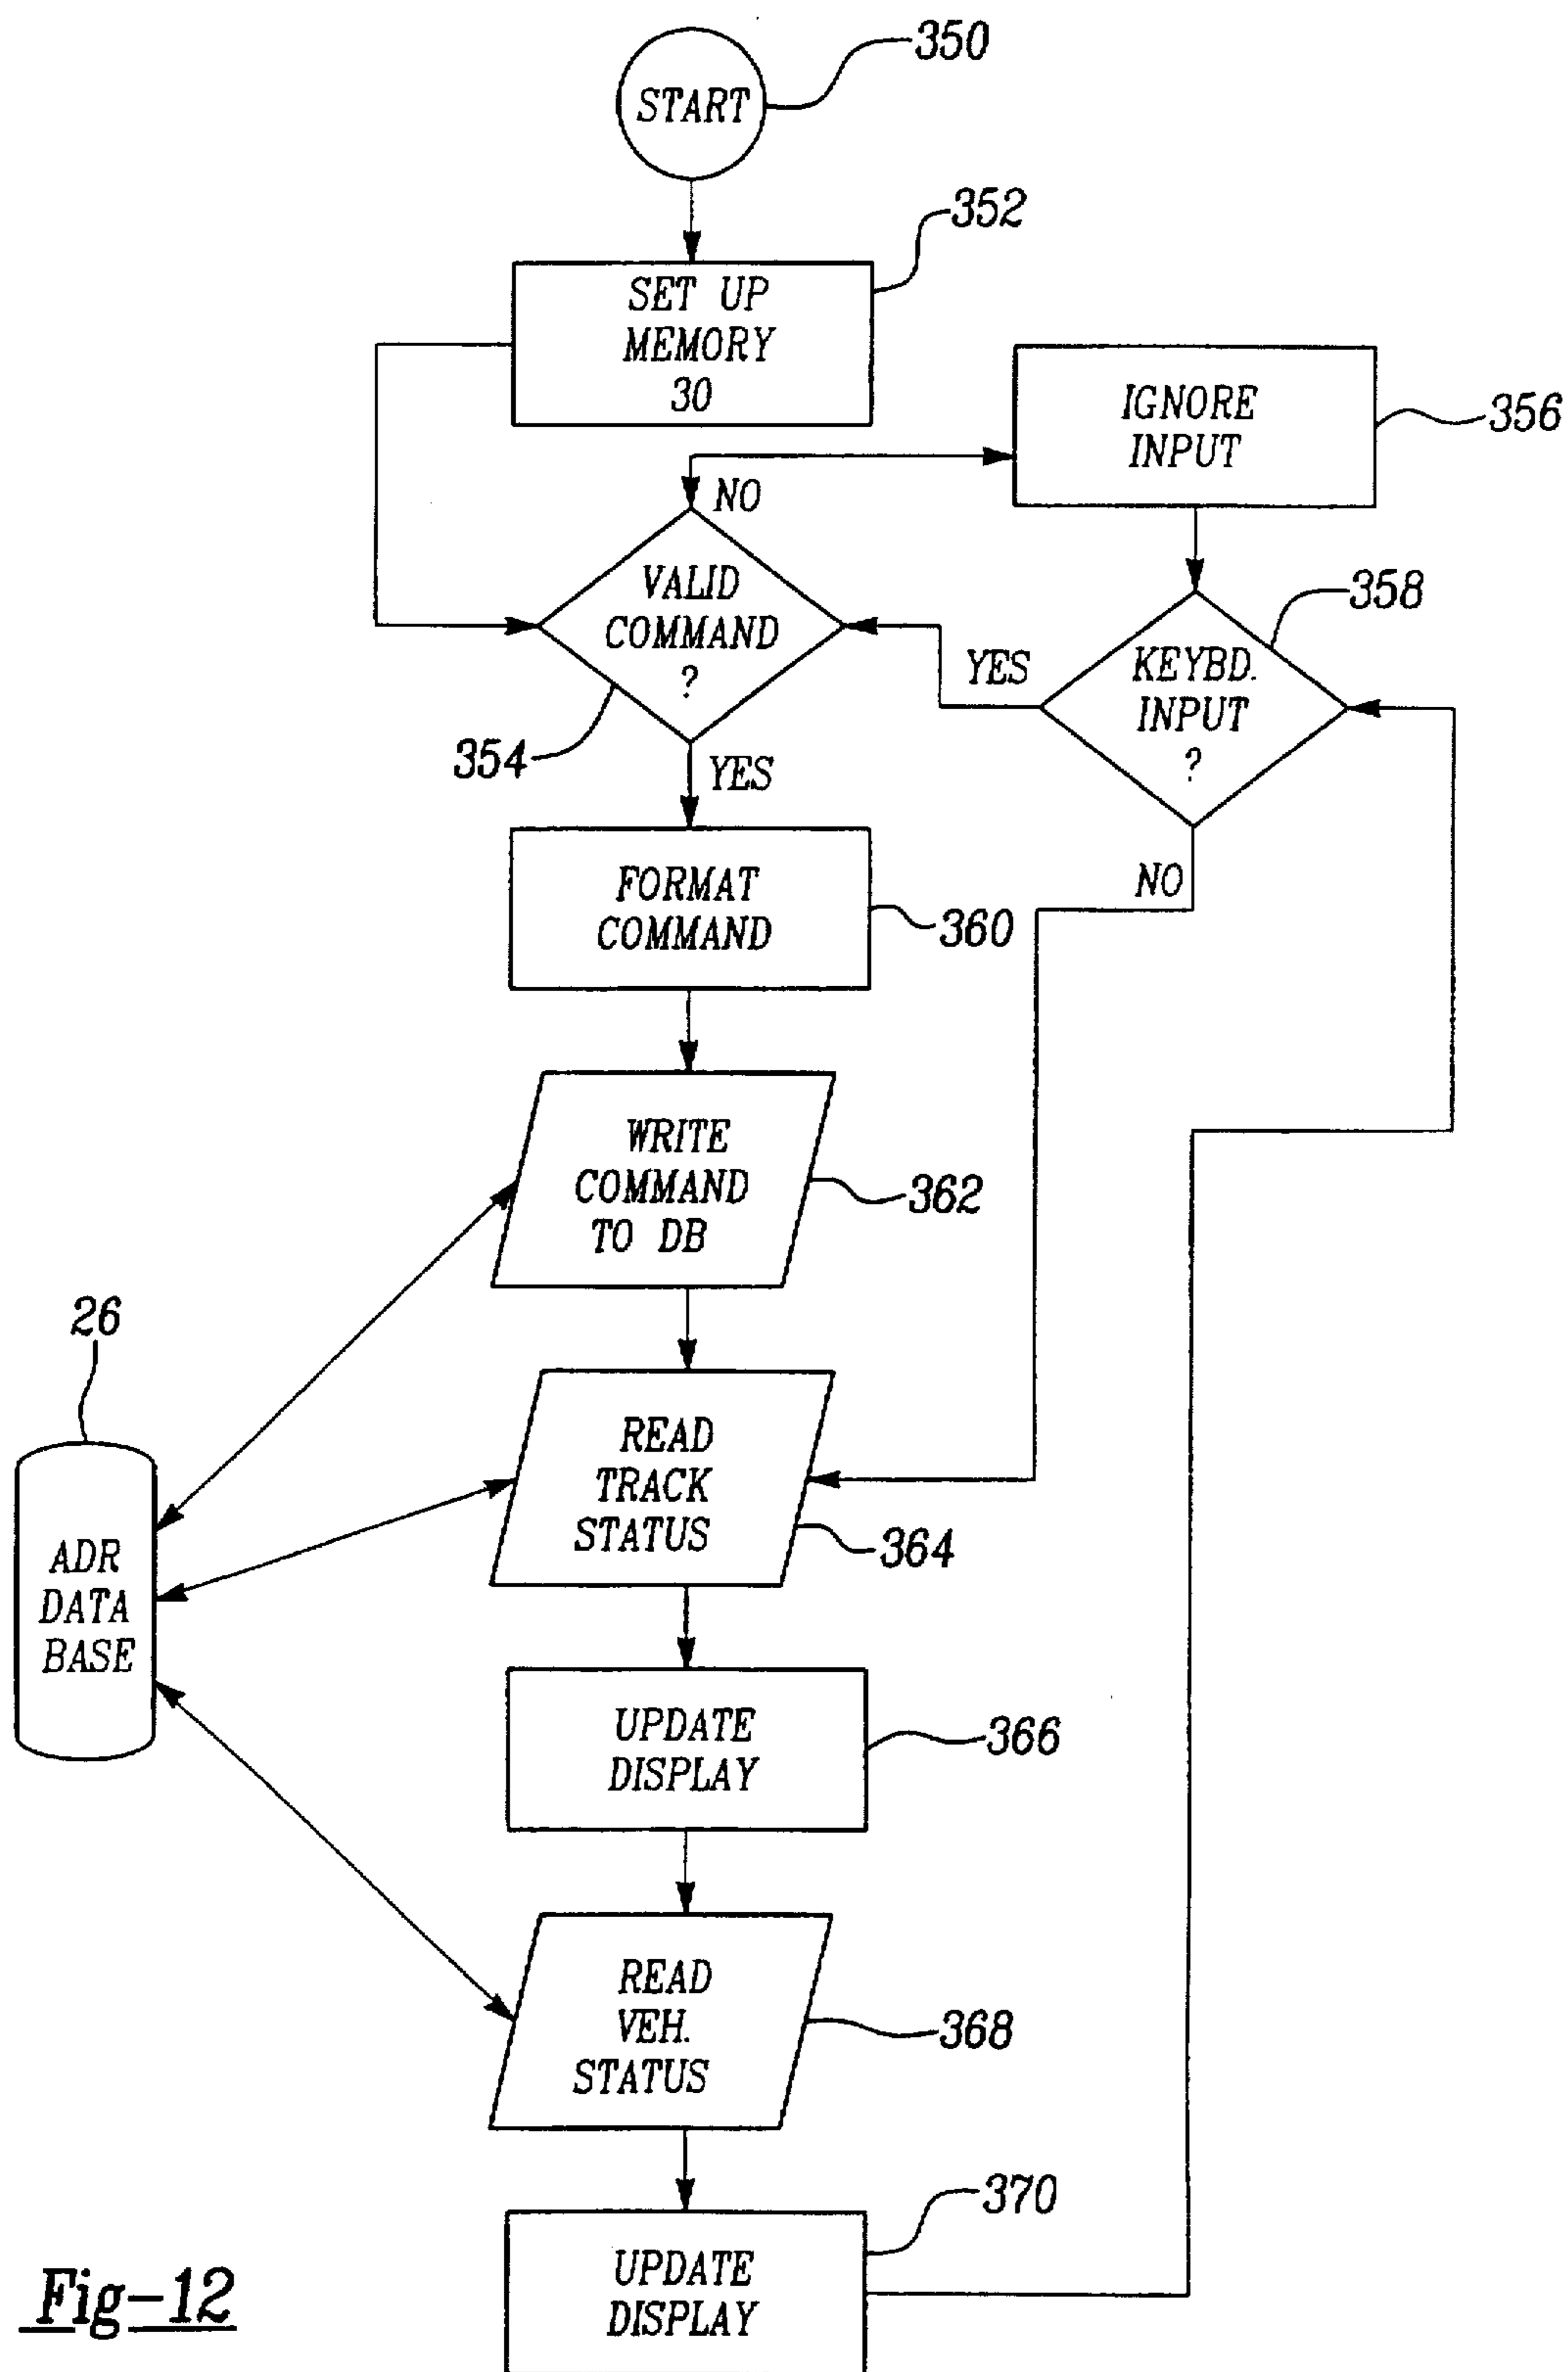 350
START
352
SET UP
MEMORY
30
IGNORE
INPUT
356
NO
VALID
COMMAND
?
354
YES
358
KEYBD.
INPUT
?
YES
NO
FORMAT
COMMAND
360
WRITE
COMMAND
TO DB
362
26
ADR
DATA
BASE
READ
TRACK
STATUS
364
UPDATE
DISPLAY
366
READ
VEH.
STATUS
368
370
UPDATE
DISPLAY
Fig-12